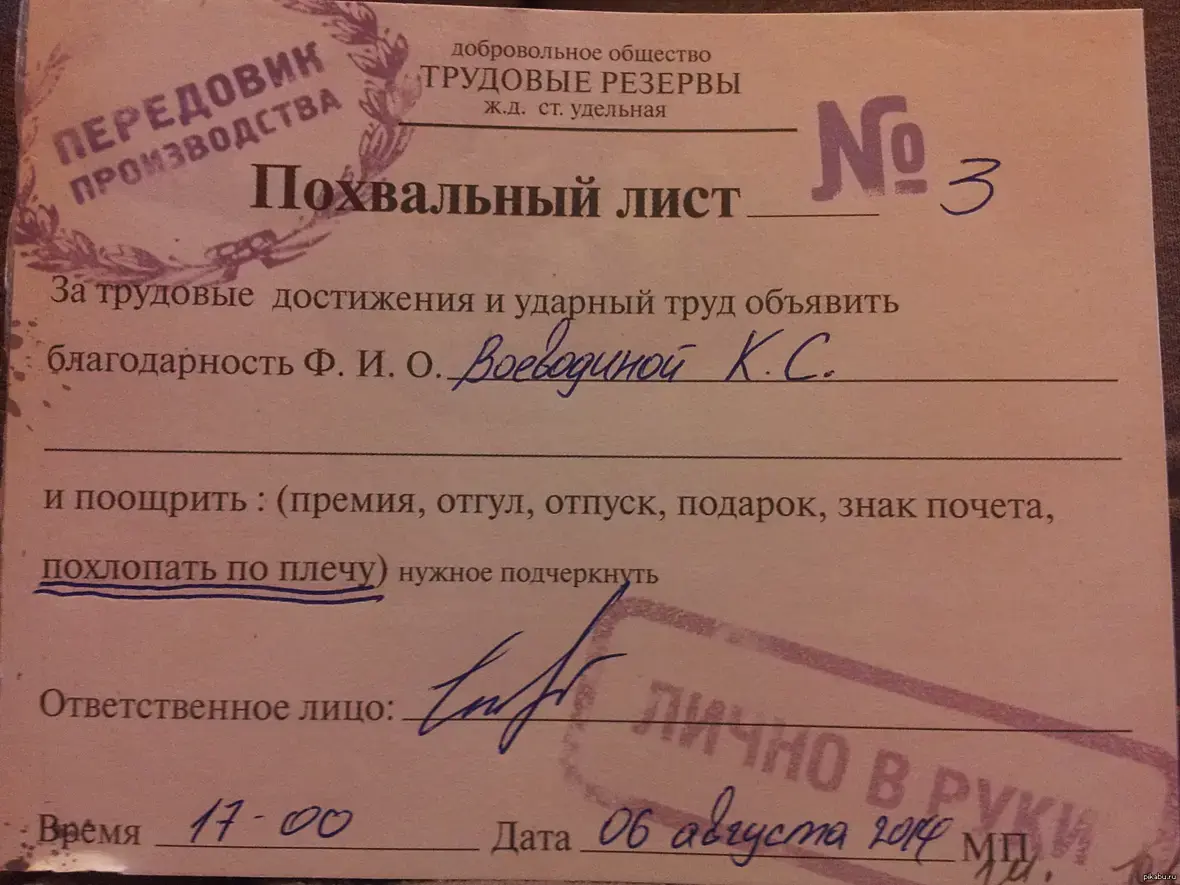 ПЕРЕДОВИК
ПРОИЗВОДСТВА
добровольное общество
ТРУДОВЫЕ РЕЗЕРВЫ
ж.д. ст. удельная
№ 3
Похвальный лист
За трудовые достижения и ударный труд объявить
благодарность Ф. И. О. Воеводиной К. С.
и поощрить : (премия, отгул, отпуск, подарок, знак почета,
похлопать по плечу) нужное подчеркнуть
Ответственное лицо:
ЛИЧНО В РУКИ
Время 17-00 Дата 06 августа 2014 МП
pikabu.ru